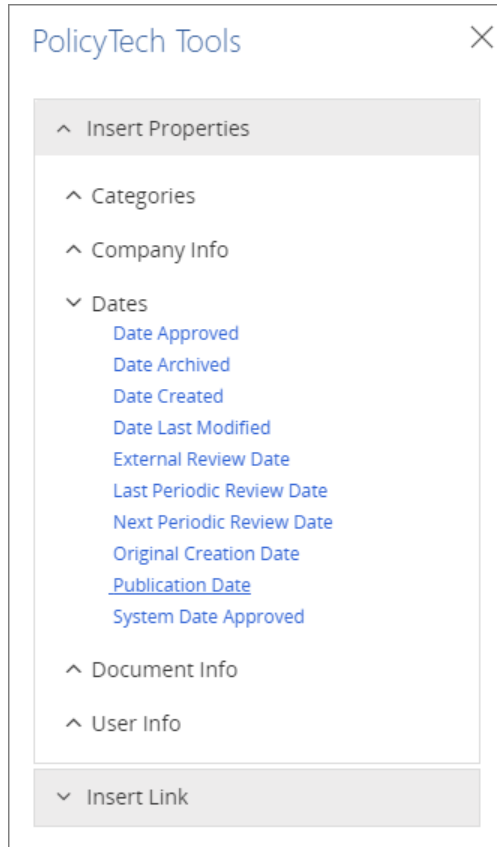 PolicyTech Tools
Insert Properties
Categories
Company Info
Dates
Date Approved
Date Archived
Date Created
Date Last Modified
External Review Date
Last Periodic Review Date
Next Periodic Review Date
Original Creation Date
Publication Date
System Date Approved
Document Info
User Info
Insert Link